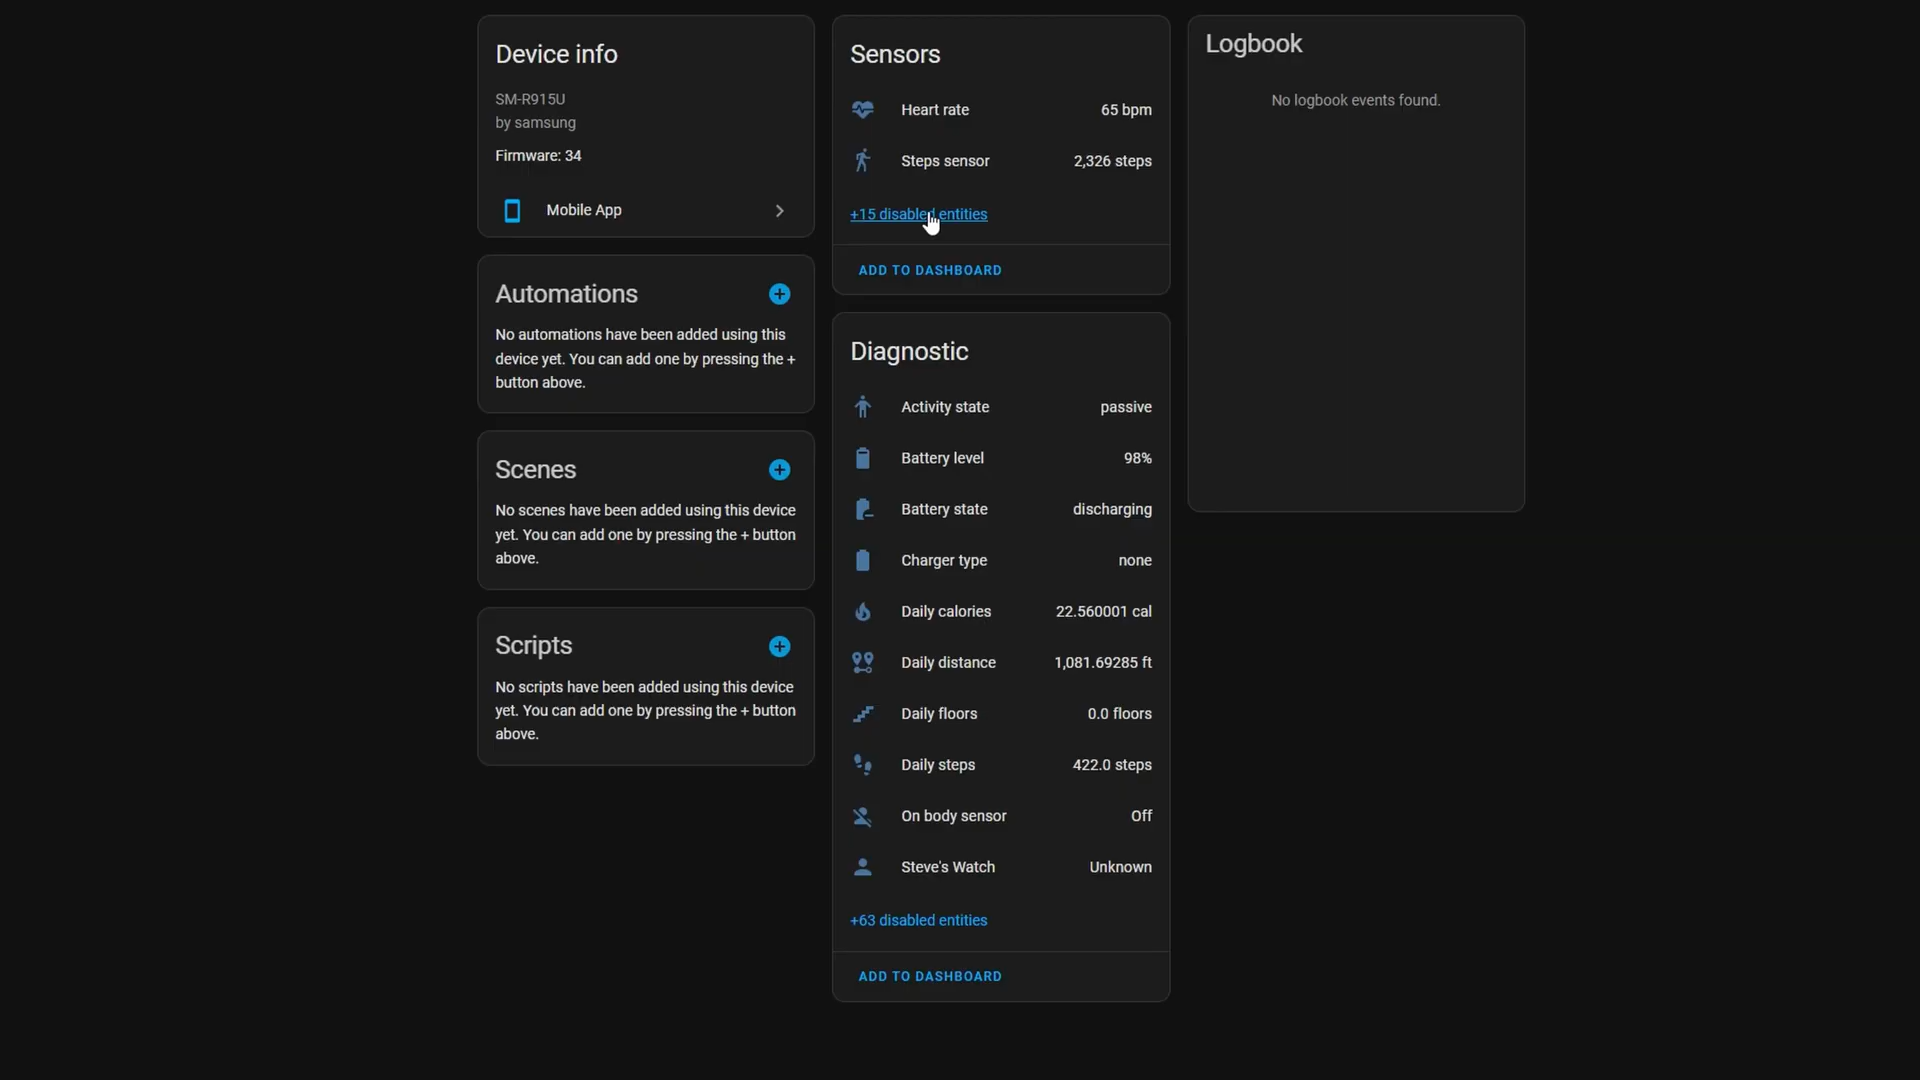 Device info
SM-R915U
by samsung
Firmware: 34
Mobile App
Automations
No automations have been added using this
device yet. You can add one by pressing the +
button above.
Scenes
No scenes have been added using this device
yet. You can add one by pressing the + button
above.
Scripts
No scripts have been added using this device
yet. You can add one by pressing the + button
above.
Sensors
Heart rate 65 bpm
Steps sensor 2,326 steps
+15 disabled entities
ADD TO DASHBOARD
Diagnostic
Activity state passive
Battery level 98%
Battery state discharging
Charger type none
Daily calories 22.560001 cal
Daily distance 1,081.69285 ft
Daily floors 0.0 floors
Daily steps 422.0 steps
On body sensor Off
Steve's Watch Unknown
+63 disabled entities
ADD TO DASHBOARD
Logbook
No logbook events found.